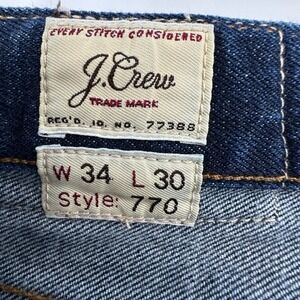 EVERY STITCH CONSIDERED
J.Crew
TRADE MARK
REG'D. ID. NO. 77388
W 34 L 30
Style: 770